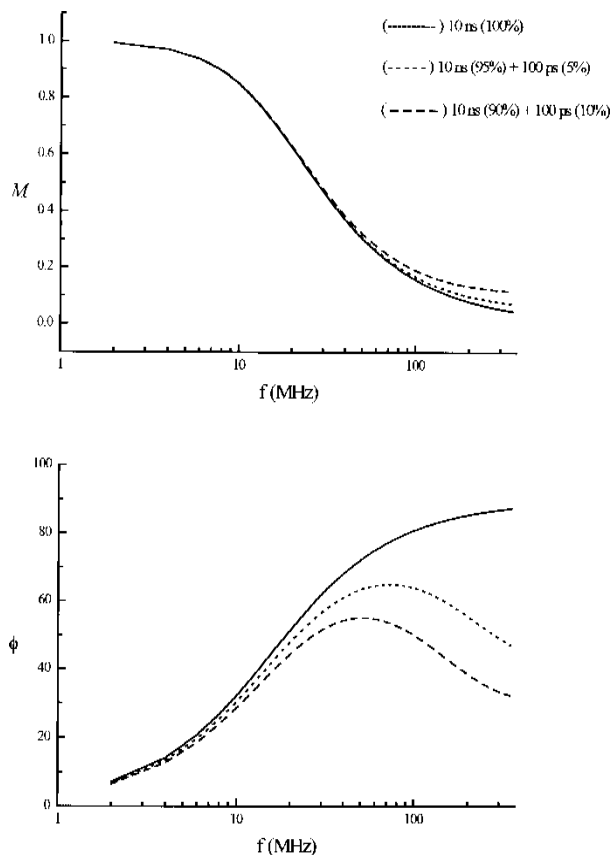 (--------) 10 ns (100%)
(------) 10 ns (95%) + 100 ps (5%)
(– – – –) 10 ns (90%) + 100 ps (10%)
1.0
0.8
0.6
0.4
0.2
0.0
M
1
10
100
f (MHz)
100
80
60
40
20
0
ϕ
1
10
100
f (MHz)